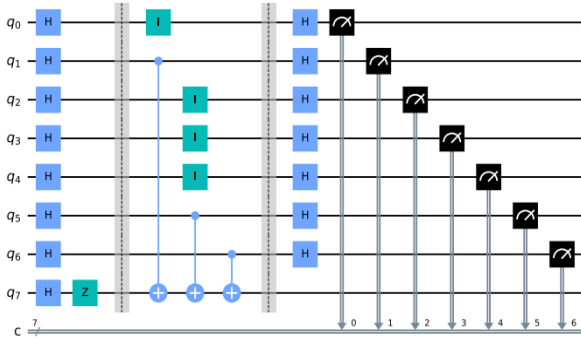 q0 H I H
q1 H H
q2 H I H
q3 H I H
q4 H I H
q5 H H
q6 H H
q7 H Z
c 7 0 1 2 3 4 5 6